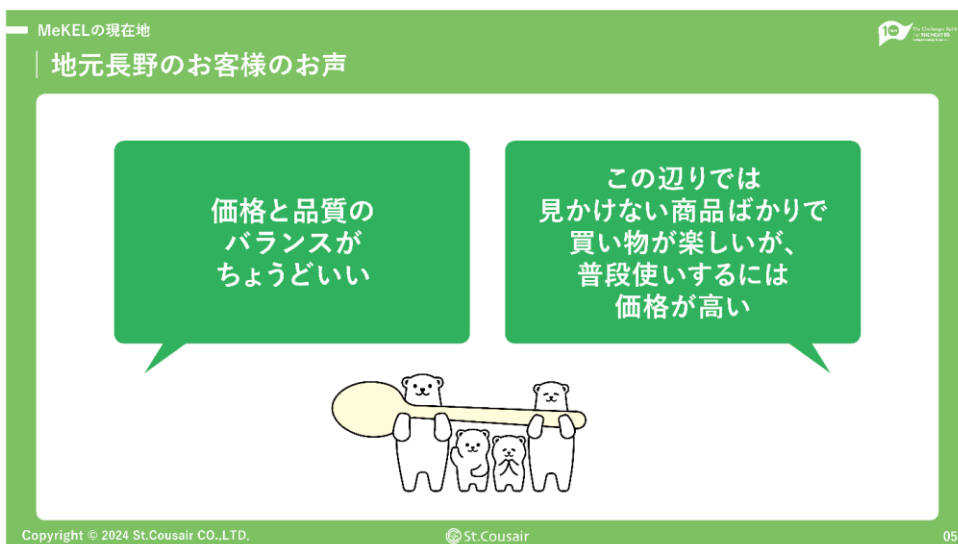 MeKELの現在地
地元長野のお客様のお声
10
THE NEXT 10
価格と品質の
バランスが
ちょうどいい
この辺りでは
見かけない商品ばかりで
買い物が楽しいが、
普段使いするには
価格が高い
Copyright © 2024 St.Cousair CO.,LTD.
St.Cousair
05